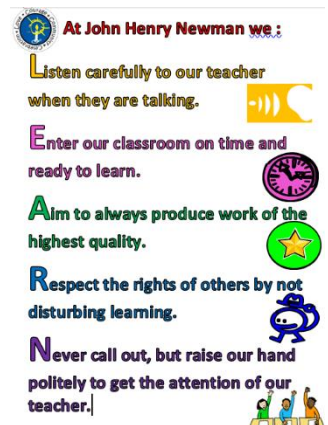 At John Henry Newman we :
Listen carefully to our teacher
when they are talking.
Enter our classroom on time and
ready to learn.
Aim to always produce work of the
highest quality.
Respect the rights of others by not
disturbing learning.
Never call out, but raise our hand
politely to get the attention of our
teacher.